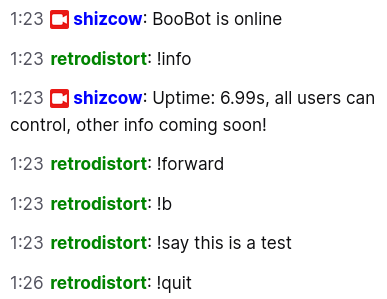 1:23 shizcow: BooBot is online
1:23 retrodistort: !info
1:23 shizcow: Uptime: 6.99s, all users can
control, other info coming soon!
1:23 retrodistort: !forward
1:23 retrodistort: !b
1:23 retrodistort: !say this is a test
1:26 retrodistort: !quit